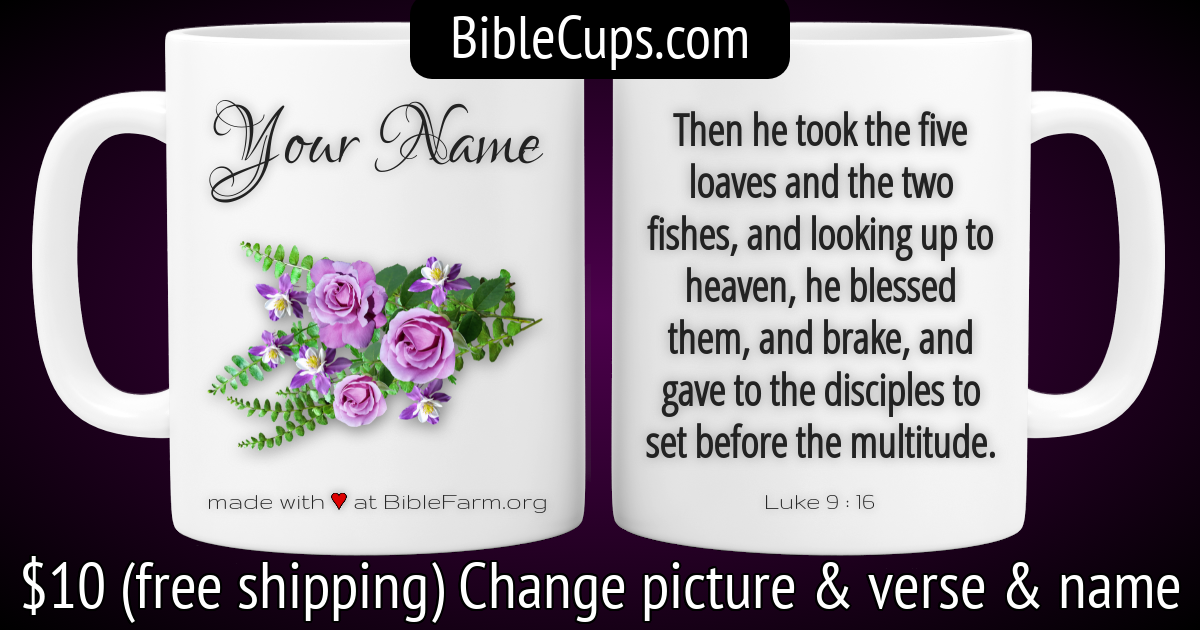 BibleCups.com
Your Name
made with ♥ at BibleFarm.org
Then he took the five
loaves and the two
fishes, and looking up to
heaven, he blessed
them, and brake, and
gave to the disciples to
set before the multitude.
Luke 9 : 16
$10 (free shipping) Change picture & verse & name